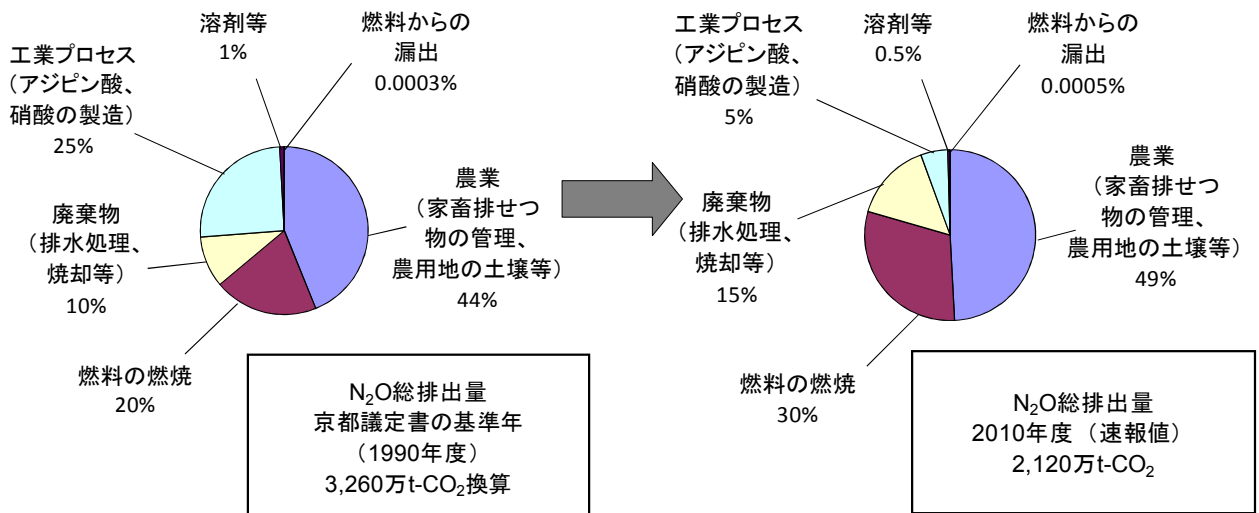 溶剤等
1%
燃料からの
漏出
0.0003%
工業プロセス
（アジピン酸、
硝酸の製造）
25%
農業
（家畜排せつ
物の管理、
農用地の土壌等）
44%
廃棄物
（排水処理、
焼却等）
10%
燃料の燃焼
20%
N₂O総排出量
京都議定書の基準年
（1990年度）
3,260万t-CO₂換算
工業プロセス
（アジピン酸、
硝酸の製造）
5%
溶剤等
0.5%
燃料からの
漏出
0.0005%
農業
（家畜排せつ
物の管理、
農用地の土壌等）
49%
廃棄物
（排水処理、
焼却等）
15%
燃料の燃焼
30%
N₂O総排出量
2010年度（速報値）
2,120万t-CO₂